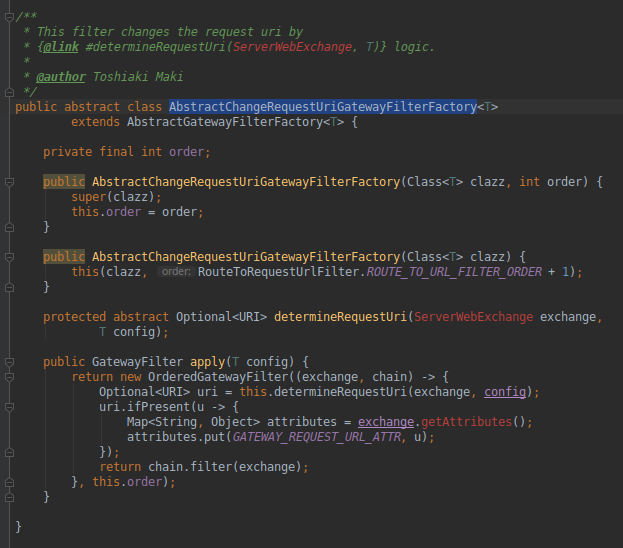 /**
 * This filter changes the request uri by
 * {@link #determineRequestUri(ServerWebExchange, T)} logic.
 *
 * @author Toshiaki Maki
 */
public abstract class AbstractChangeRequestUriGatewayFilterFactory<T>
        extends AbstractGatewayFilterFactory<T> {

    private final int order;

    public AbstractChangeRequestUriGatewayFilterFactory(Class<T> clazz, int order) {
        super(clazz);
        this.order = order;
    }

    public AbstractChangeRequestUriGatewayFilterFactory(Class<T> clazz) {
        this(clazz, order: RouteToRequestUrlFilter.ROUTE_TO_URL_FILTER_ORDER + 1);
    }

    protected abstract Optional<URI> determineRequestUri(ServerWebExchange exchange,
            T config);

    public GatewayFilter apply(T config) {
        return new OrderedGatewayFilter((exchange, chain) -> {
            Optional<URI> uri = this.determineRequestUri(exchange, config);
            uri.ifPresent(u -> {
                Map<String, Object> attributes = exchange.getAttributes();
                attributes.put(GATEWAY_REQUEST_URL_ATTR, u);
            });
            return chain.filter(exchange);
        }, this.order);
    }

}